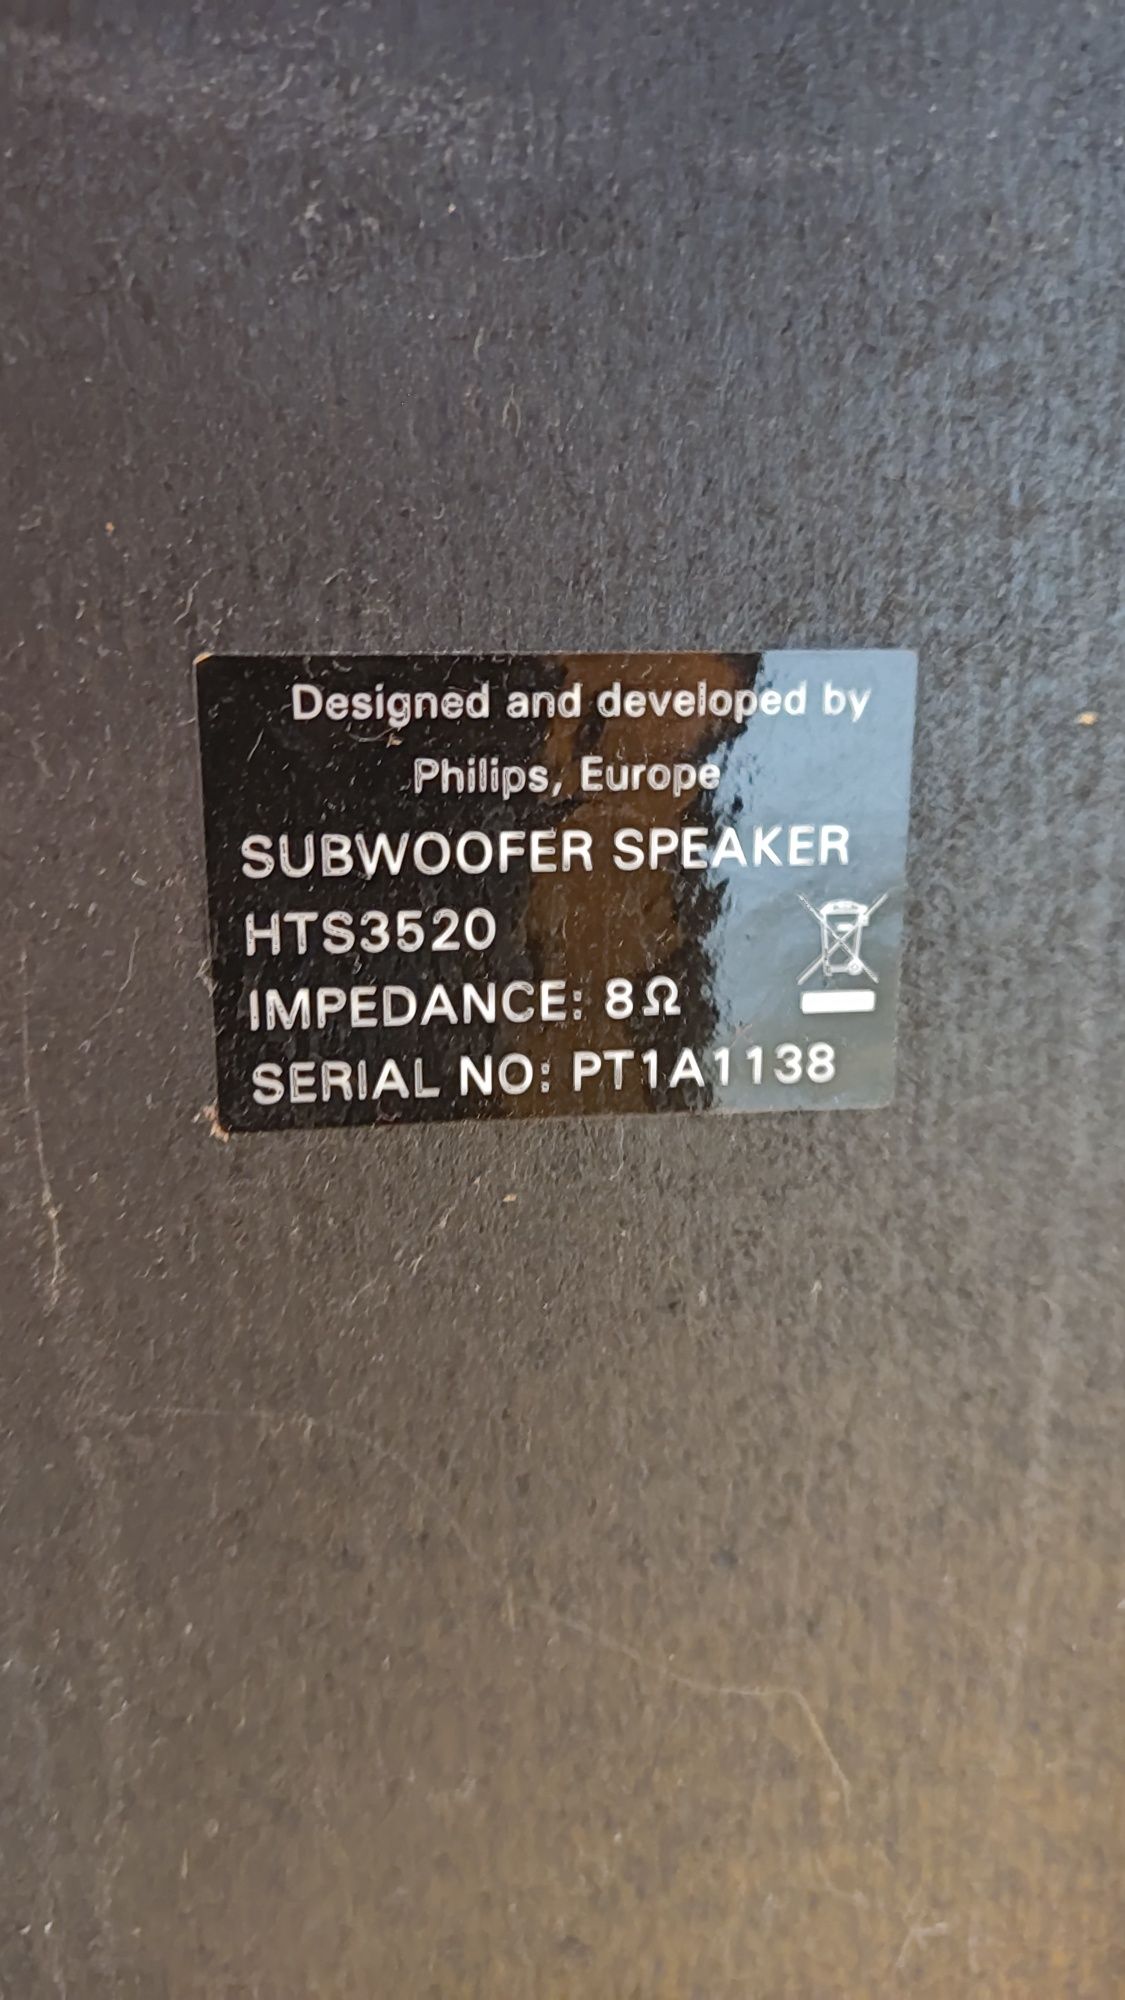 Designed and developed by
Philips, Europe
SUBWOOFER SPEAKER
HTS3520
IMPEDANCE: 8Ω
SERIAL NO: PT1A1138